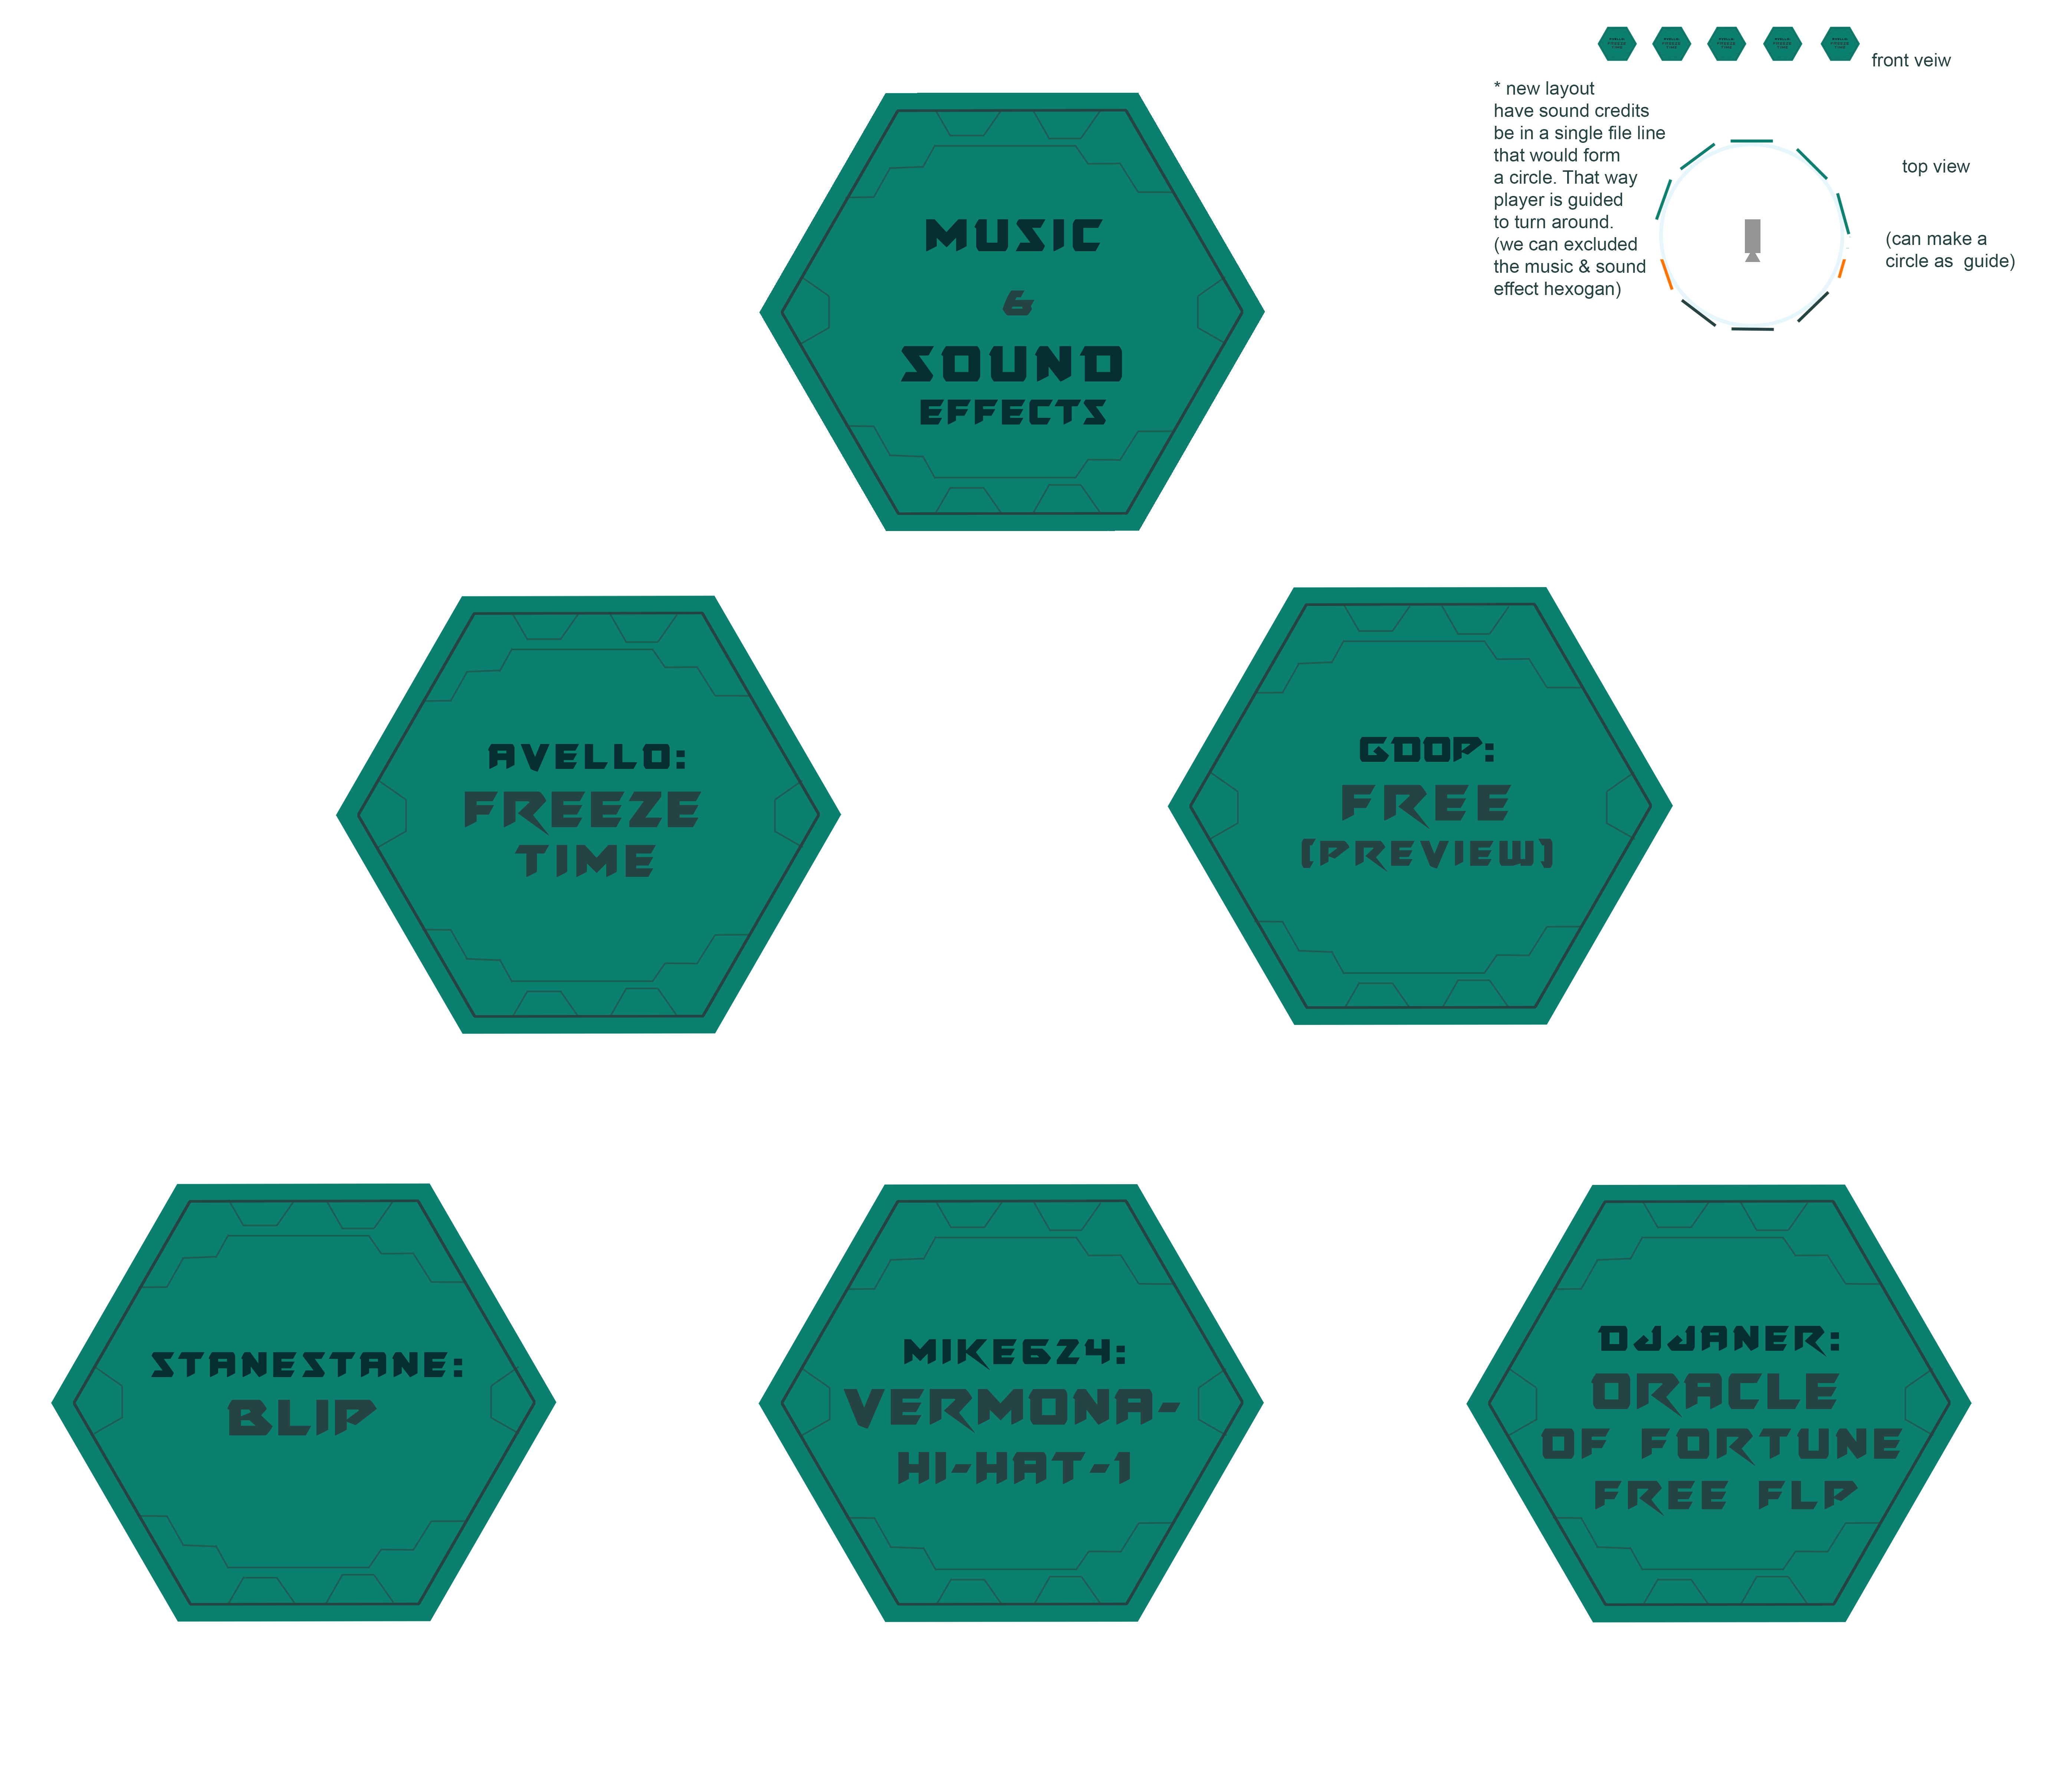 front veiw
* new layout
have sound credits
be in a single file line
that would form
a circle. That way
player is guided
to turn around.
(we can excluded
the music & sound
effect hexogan)
top view
(can make a
circle as guide)
MUSIC
&
SOUND
EFFECTS
AVELLO:
FREEZE
TIME
QOOP:
FREE
(PREVIEW)
STANESTANE:
BLIP
MIKE624:
VERMONA-
HI-HAT-1
DJJANER:
ORACLE
OF FORTUNE
FREE FLP